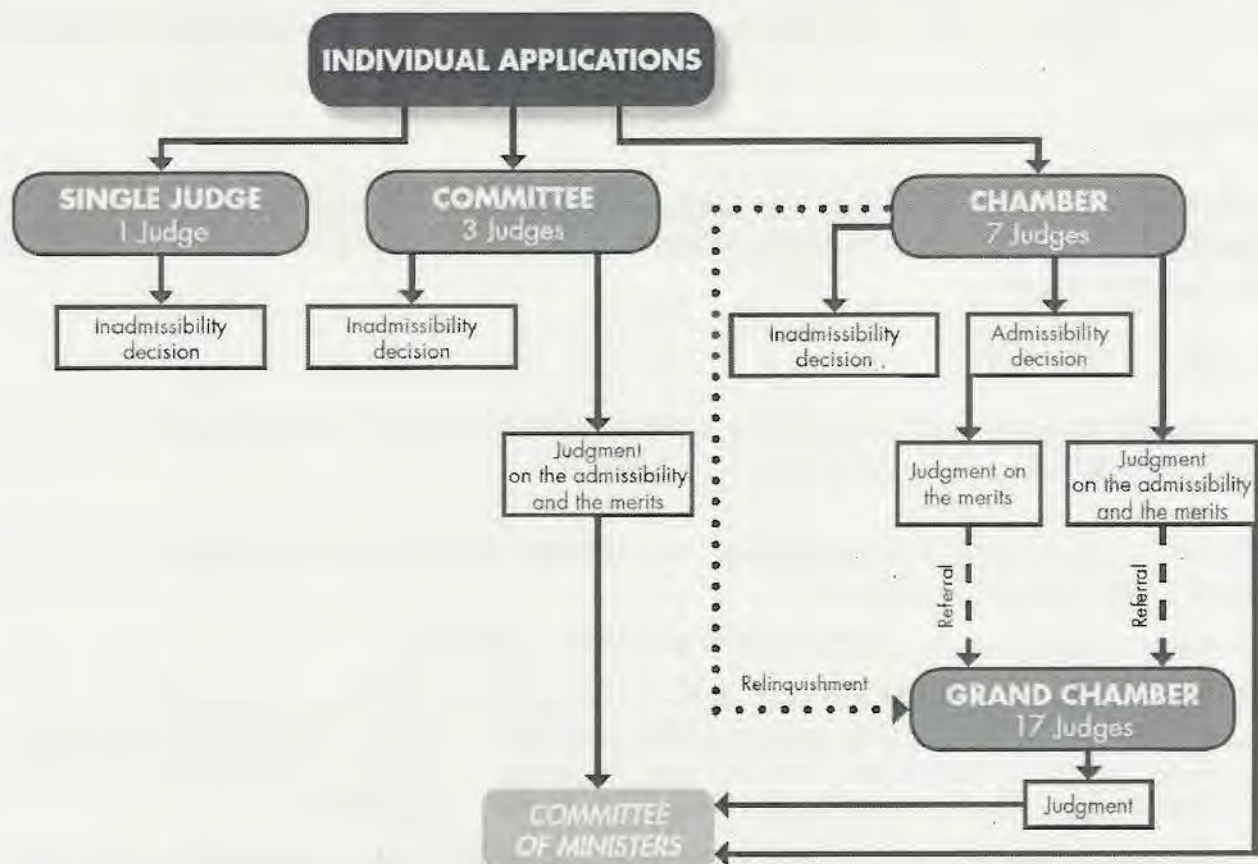 INDIVIDUAL APPLICATIONS
SINGLE JUDGE
1 Judge
COMMITTEE
3 Judges
CHAMBER
7 Judges
Inadmissibility
decision
Inadmissibility
decision
Inadmissibility
decision
Admissibility
decision
Judgment
on the admissibility
and the merits
Judgment on
the merits
Judgment
on the admissibility
and the merits
Referral
Referral
Relinquishment
GRAND CHAMBER
17 Judges
Judgment
COMMITTEE
OF MINISTERS